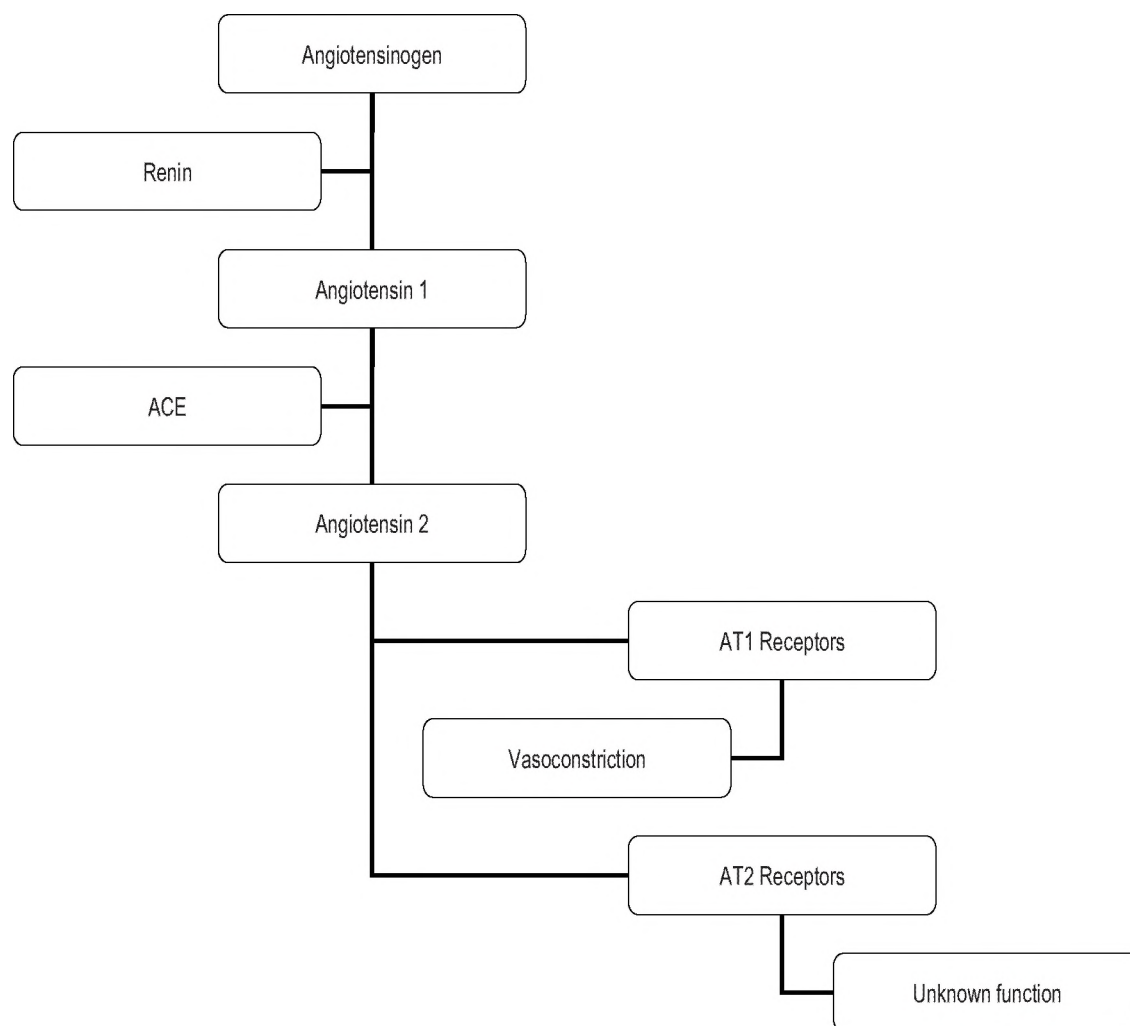 Angiotensinogen
Renin
Angiotensin 1
ACE
Angiotensin 2
AT1 Receptors
Vasoconstriction
AT2 Receptors
Unknown function